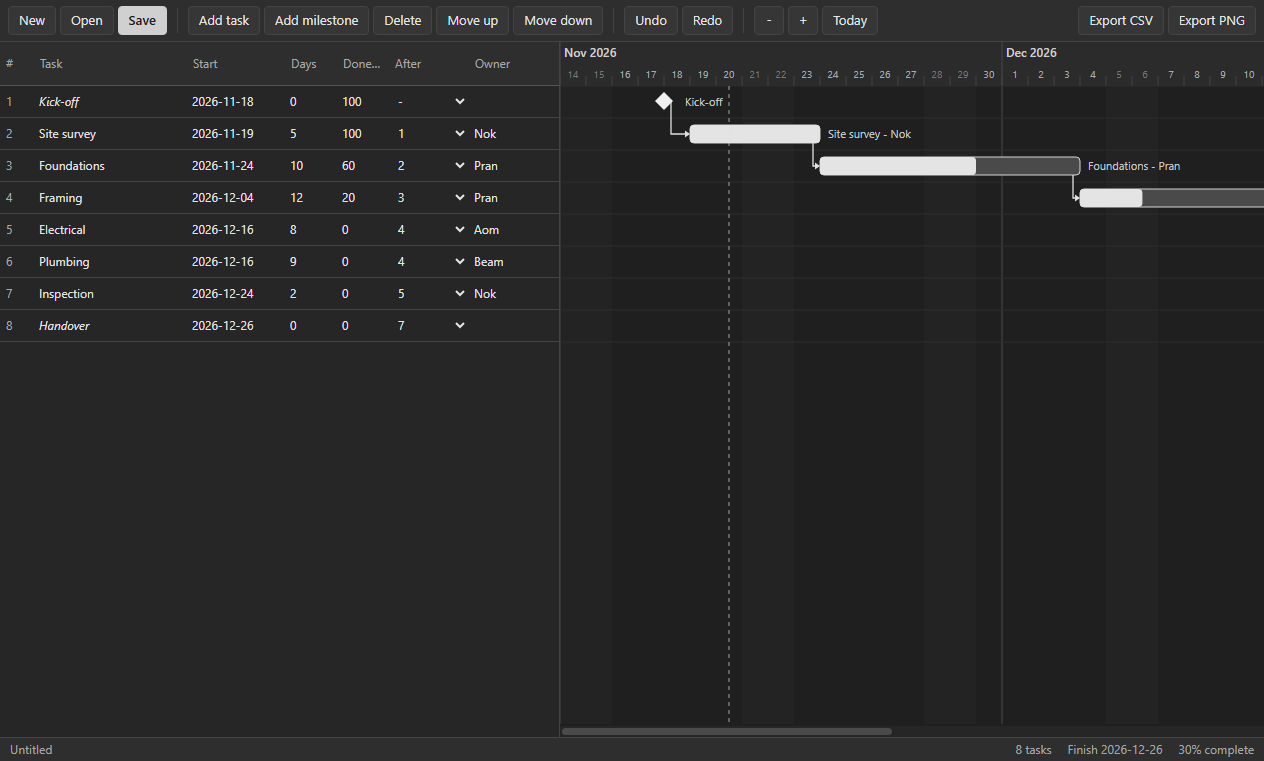 New Open Save Add task Add milestone Delete Move up Move down Undo Redo - + Today Export CSV Export PNG
# Task Start Days Done... After Owner
Nov 2026 Dec 2026
14 15 16 17 18 19 20 21 22 23 24 25 26 27 28 29 30 1 2 3 4 5 6 7 8 9 10
1 Kick-off 2026-11-18 0 100 - Kick-off
2 Site survey 2026-11-19 5 100 1 Nok Site survey - Nok
3 Foundations 2026-11-24 10 60 2 Pran Foundations - Pran
4 Framing 2026-12-04 12 20 3 Pran
5 Electrical 2026-12-16 8 0 4 Aom
6 Plumbing 2026-12-16 9 0 4 Beam
7 Inspection 2026-12-24 2 0 5 Nok
8 Handover 2026-12-26 0 0 7
Untitled 8 tasks Finish 2026-12-26 30% complete